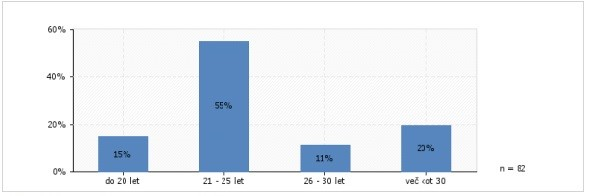 60%
40%
20%
0%
15%
55%
11%
20%
do 20 let
21 - 25 let
26 - 30 let
več kot 30
n = 82